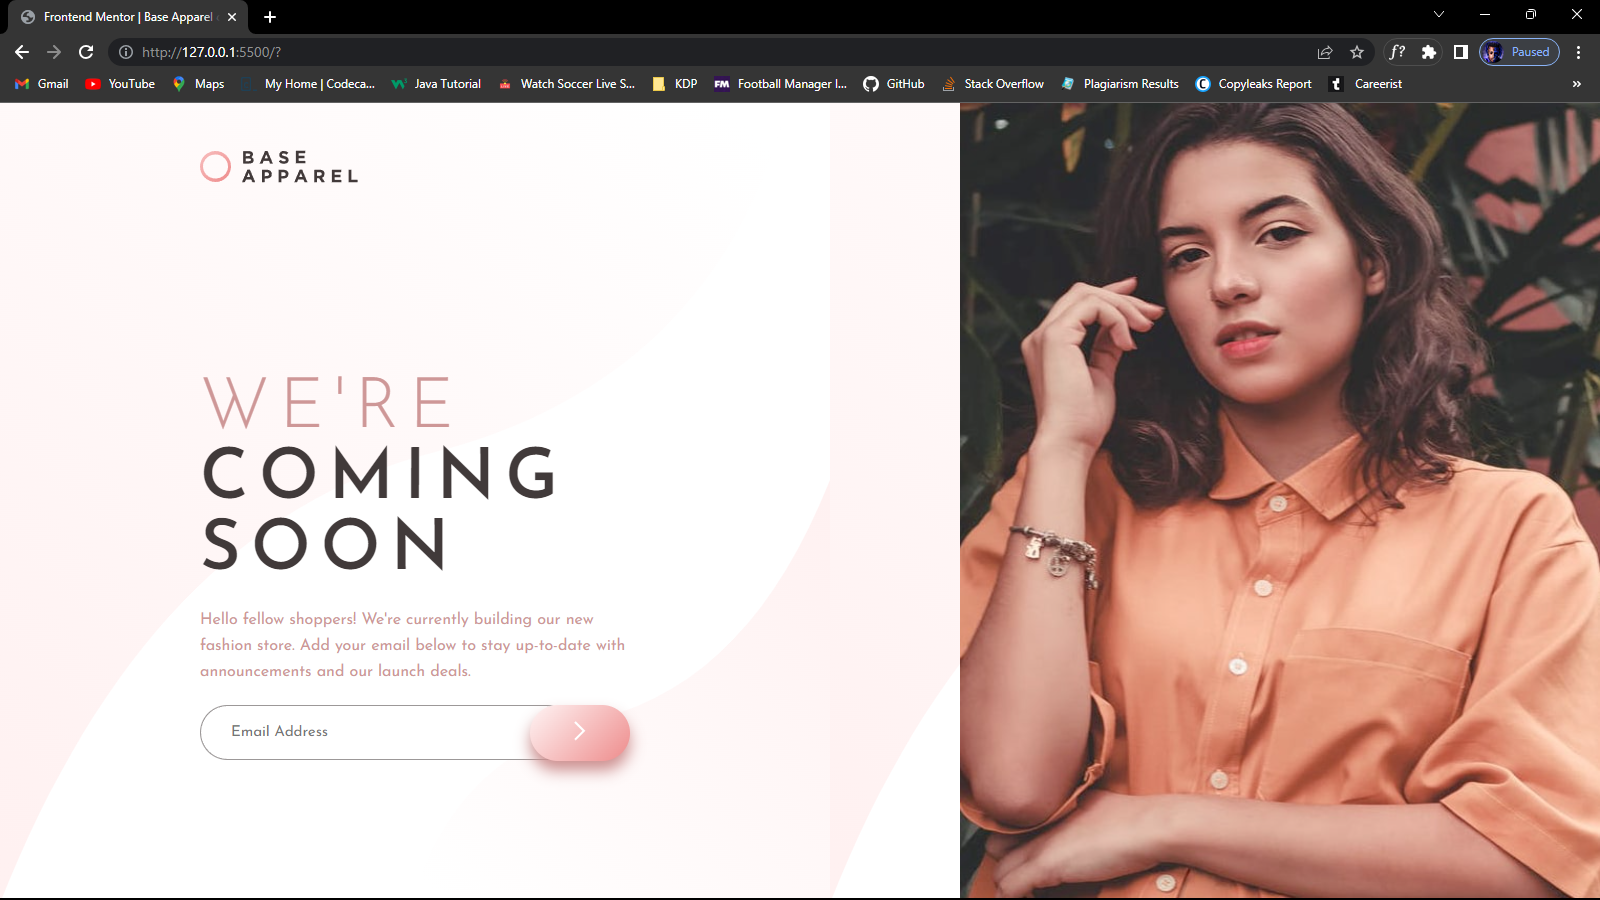 Frontend Mentor | Base Apparel
http://127.0.0.1:5500/?
f?
Paused
Gmail
YouTube
Maps
My Home | Codeca...
Java Tutorial
Watch Soccer Live S...
KDP
FM
Football Manager I...
GitHub
Stack Overflow
Plagiarism Results
Copyleaks Report
Careerist
»
BASE
APPAREL
WE'RE
COMING
SOON
Hello fellow shoppers! We're currently building our new
fashion store. Add your email below to stay up-to-date with
announcements and our launch deals.
Email Address